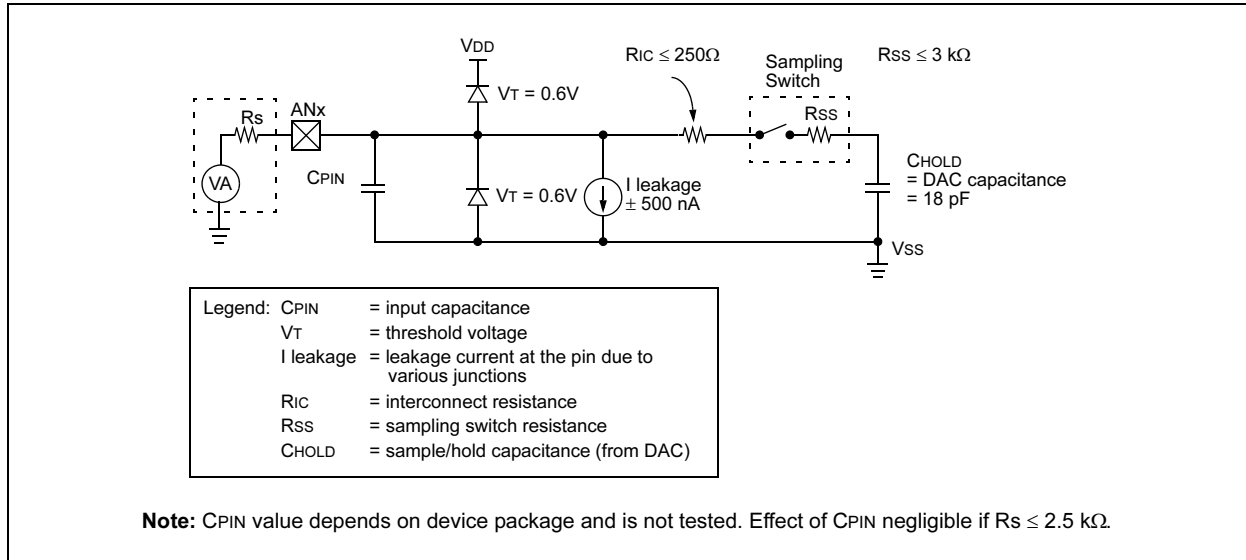 VDD
RIC ≤ 250Ω
Sampling
Switch
RSS ≤ 3 kΩ
VT = 0.6V
Rs
ANx
RSS
CPIN
VA
VT = 0.6V
I leakage
± 500 nA
CHOLD
= DAC capacitance
= 18 pF
VSS
Legend: CPIN = input capacitance
VT = threshold voltage
I leakage = leakage current at the pin due to
various junctions
RIC = interconnect resistance
RSS = sampling switch resistance
CHOLD = sample/hold capacitance (from DAC)
Note: CPIN value depends on device package and is not tested. Effect of CPIN negligible if Rs ≤ 2.5 kΩ.